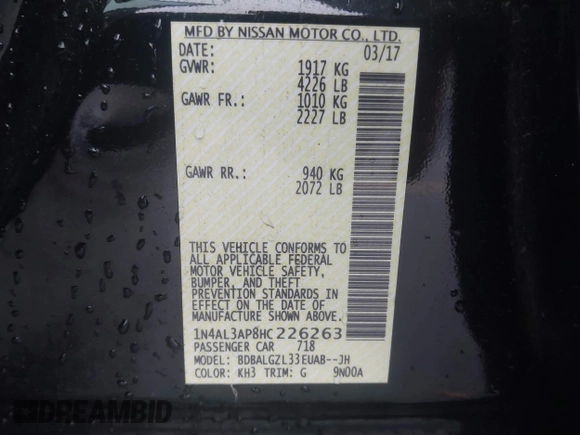 MFD BY NISSAN MOTOR CO., LTD.
DATE: 03/17
GVWR: 1917 KG
4226 LB
GAWR FR.: 1010 KG
2227 LB
GAWR RR.: 940 KG
2072 LB
THIS VEHICLE CONFORMS TO
ALL APPLICABLE FEDERAL
MOTOR VEHICLE SAFETY,
BUMPER, AND THEFT
PREVENTION STANDARDS IN
EFFECT ON THE DATE OF
MANUFACTURE SHOWN ABOVE.
1N4AL3AP8HC226263
PASSENGER CAR 718
MODEL: BDBALGZL33EUAB--JH
COLOR: KH3 TRIM: G 9N00A
DREAMBID